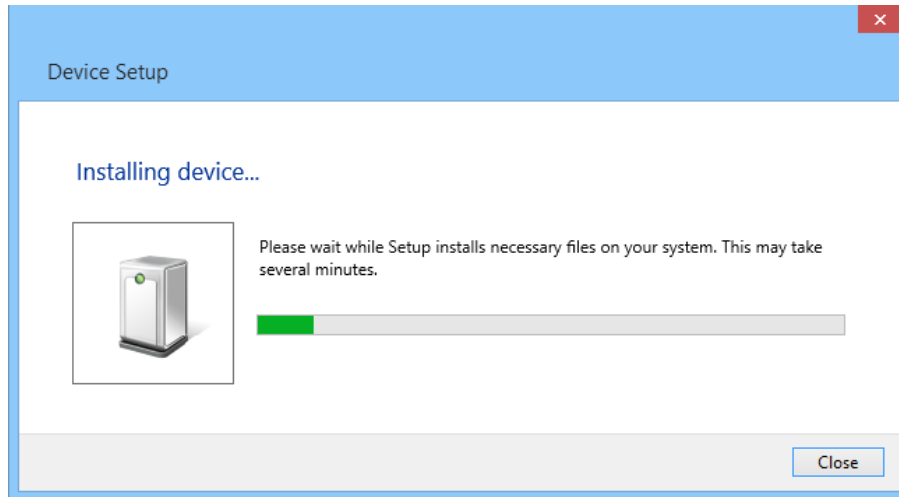 Device Setup
Installing device...
Please wait while Setup installs necessary files on your system. This may take
several minutes.
Close